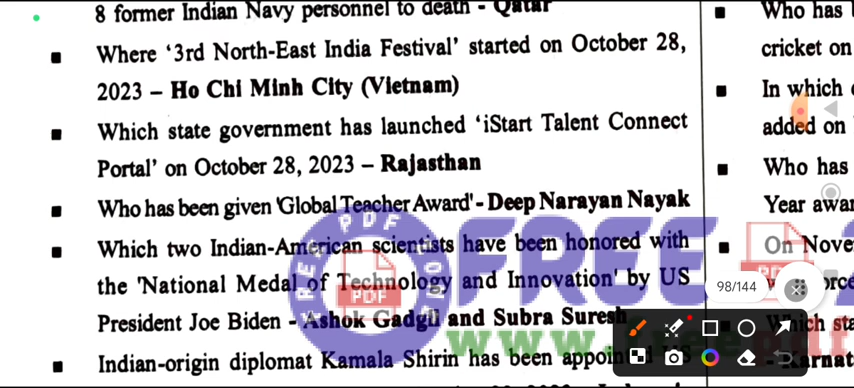 8 former Indian Navy personnel to death - Qatar
Where '3rd North-East India Festival' started on October 28,
2023 – Ho Chi Minh City (Vietnam)
Which state government has launched 'iStart Talent Connect
Portal' on October 28, 2023 – Rajasthan
Who has been given 'Global Teacher Award' - Deep Narayan Nayak
Which two Indian-American scientists have been honored with
the 'National Medal of Technology and Innovation' by US
President Joe Biden - Ashok Gadgil and Subra Suresh
Indian-origin diplomat Kamala Shirin has been
Who has
cricket on
In which
added on
Who has
Year
On
Which
98/144
PDF
FREE
PDF
www.